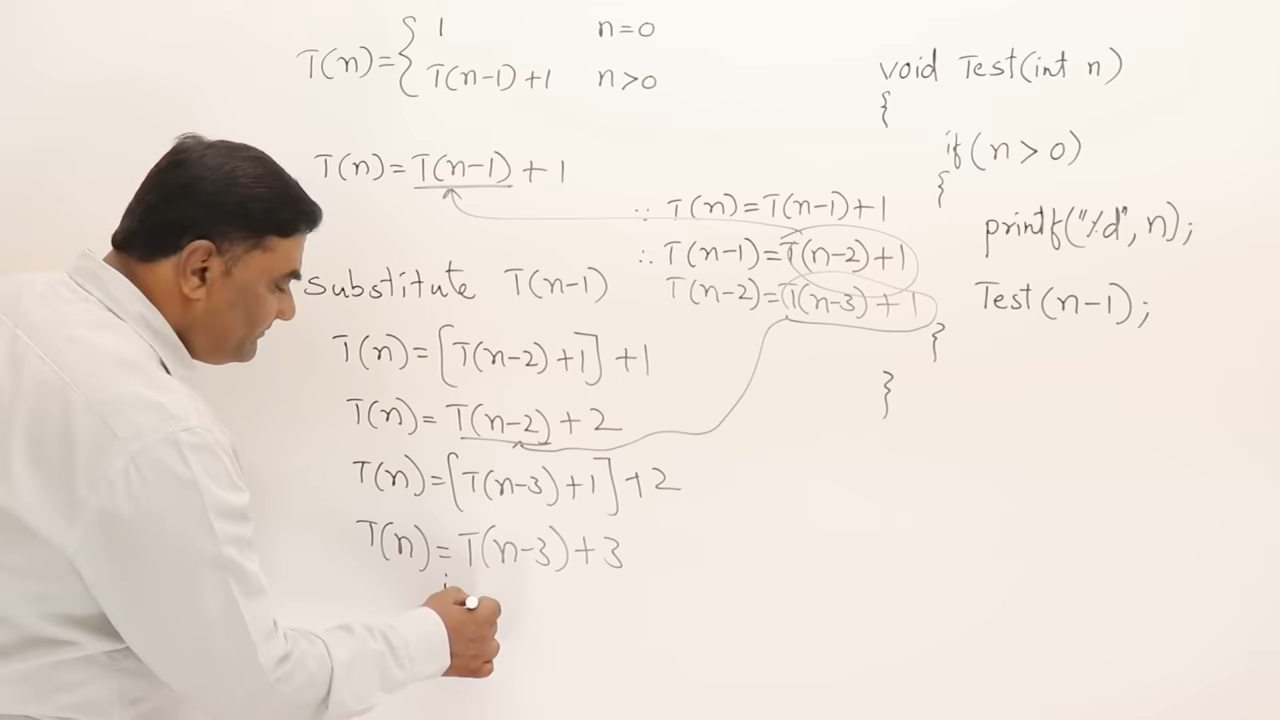 T(n)={ 1 n=0
T(n-1)+1 n>0
T(n)=T(n-1)+1
∵ T(n)=T(n-1)+1
∴ T(n-1)=T(n-2)+1
T(n-2)=T(n-3)+1
Substitute T(n-1)
T(n)=[T(n-2)+1]+1
T(n)=T(n-2)+2
T(n)=[T(n-3)+1]+2
T(n)=T(n-3)+3
void Test(int n)
{
if(n>0)
{
printf("%d",n);
Test(n-1);
}
}